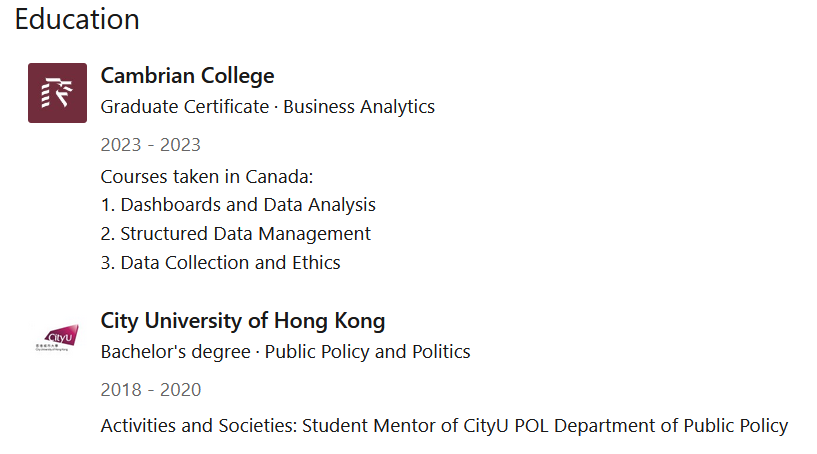 Education
Cambrian College
Graduate Certificate · Business Analytics
2023 - 2023
Courses taken in Canada:
1. Dashboards and Data Analysis
2. Structured Data Management
3. Data Collection and Ethics
CityU
City University of Hong Kong
Bachelor's degree · Public Policy and Politics
2018 - 2020
Activities and Societies: Student Mentor of CityU POL Department of Public Policy